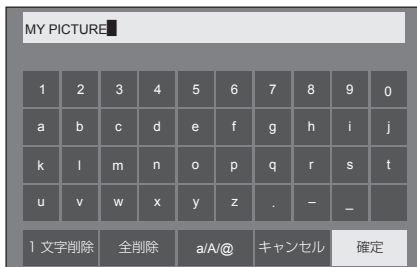 MY PICTURE
1 2 3 4 5 6 7 8 9 0
a b c d e f g h i j
k l m n o p q r s t
u v w x y z . – _
1 文字削除 全削除 a/A/@ キャンセル 確定